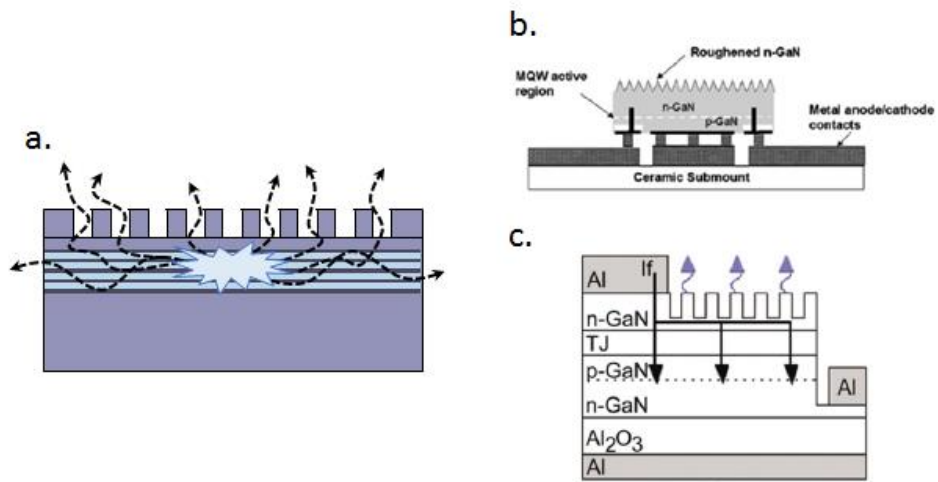 a.
b.
Roughened n-GaN
MQW active
region
n-GaN
p-GaN
Metal anode/cathode
contacts
Ceramic Submount
c.
Al
If
n-GaN
TJ
p-GaN
Al
n-GaN
Al₂O₃
Al